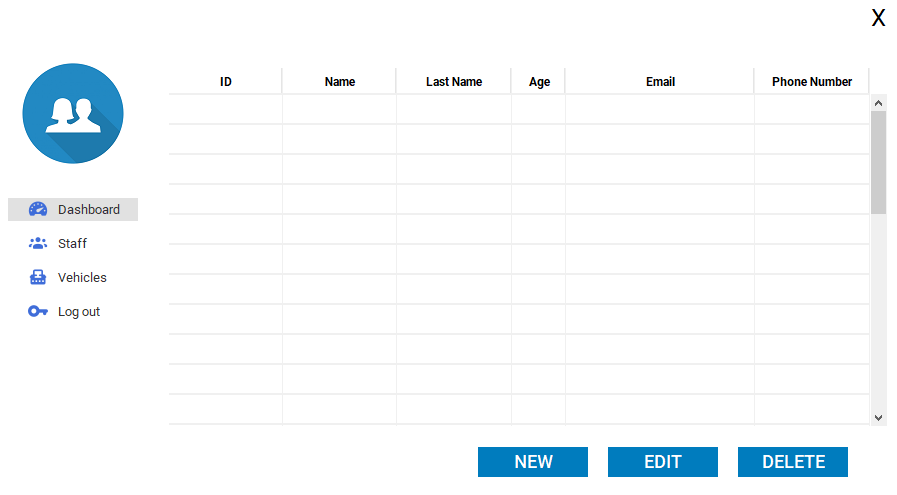 X
ID Name Last Name Age Email Phone Number
Dashboard
Staff
Vehicles
Log out
NEW EDIT DELETE